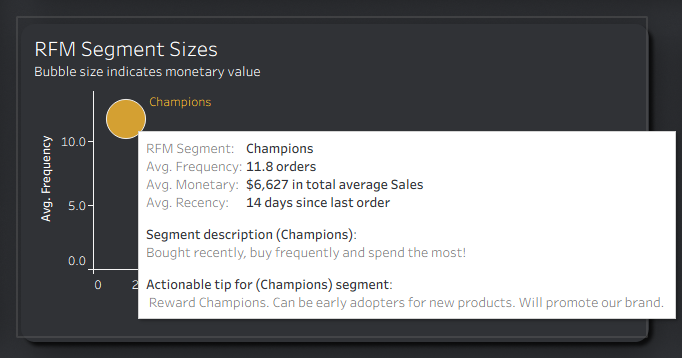 RFM Segment Sizes
Bubble size indicates monetary value
Champions
Avg. Frequency
10.0
5.0
0.0
0
2
RFM Segment: Champions
Avg. Frequency: 11.8 orders
Avg. Monetary: $6,627 in total average Sales
Avg. Recency: 14 days since last order
Segment description (Champions):
Bought recently, buy frequently and spend the most!
Actionable tip for (Champions) segment:
Reward Champions. Can be early adopters for new products. Will promote our brand.